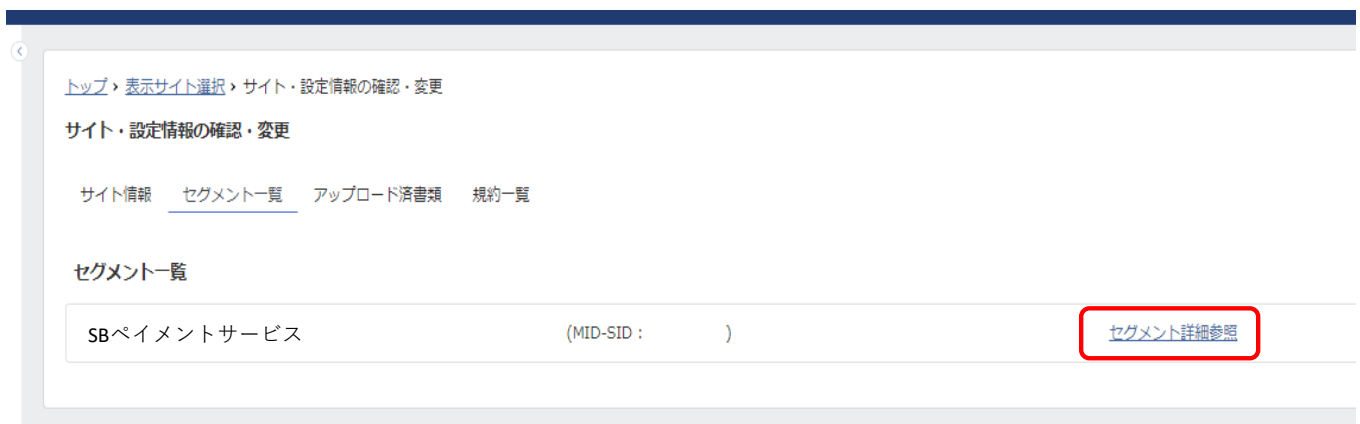 トップ › 表示サイト選択 › サイト・設定情報の確認・変更
サイト・設定情報の確認・変更
サイト情報 セグメント一覧 アップロード済書類 規約一覧
セグメント一覧
SBペイメントサービス (MID-SID： ) セグメント詳細参照